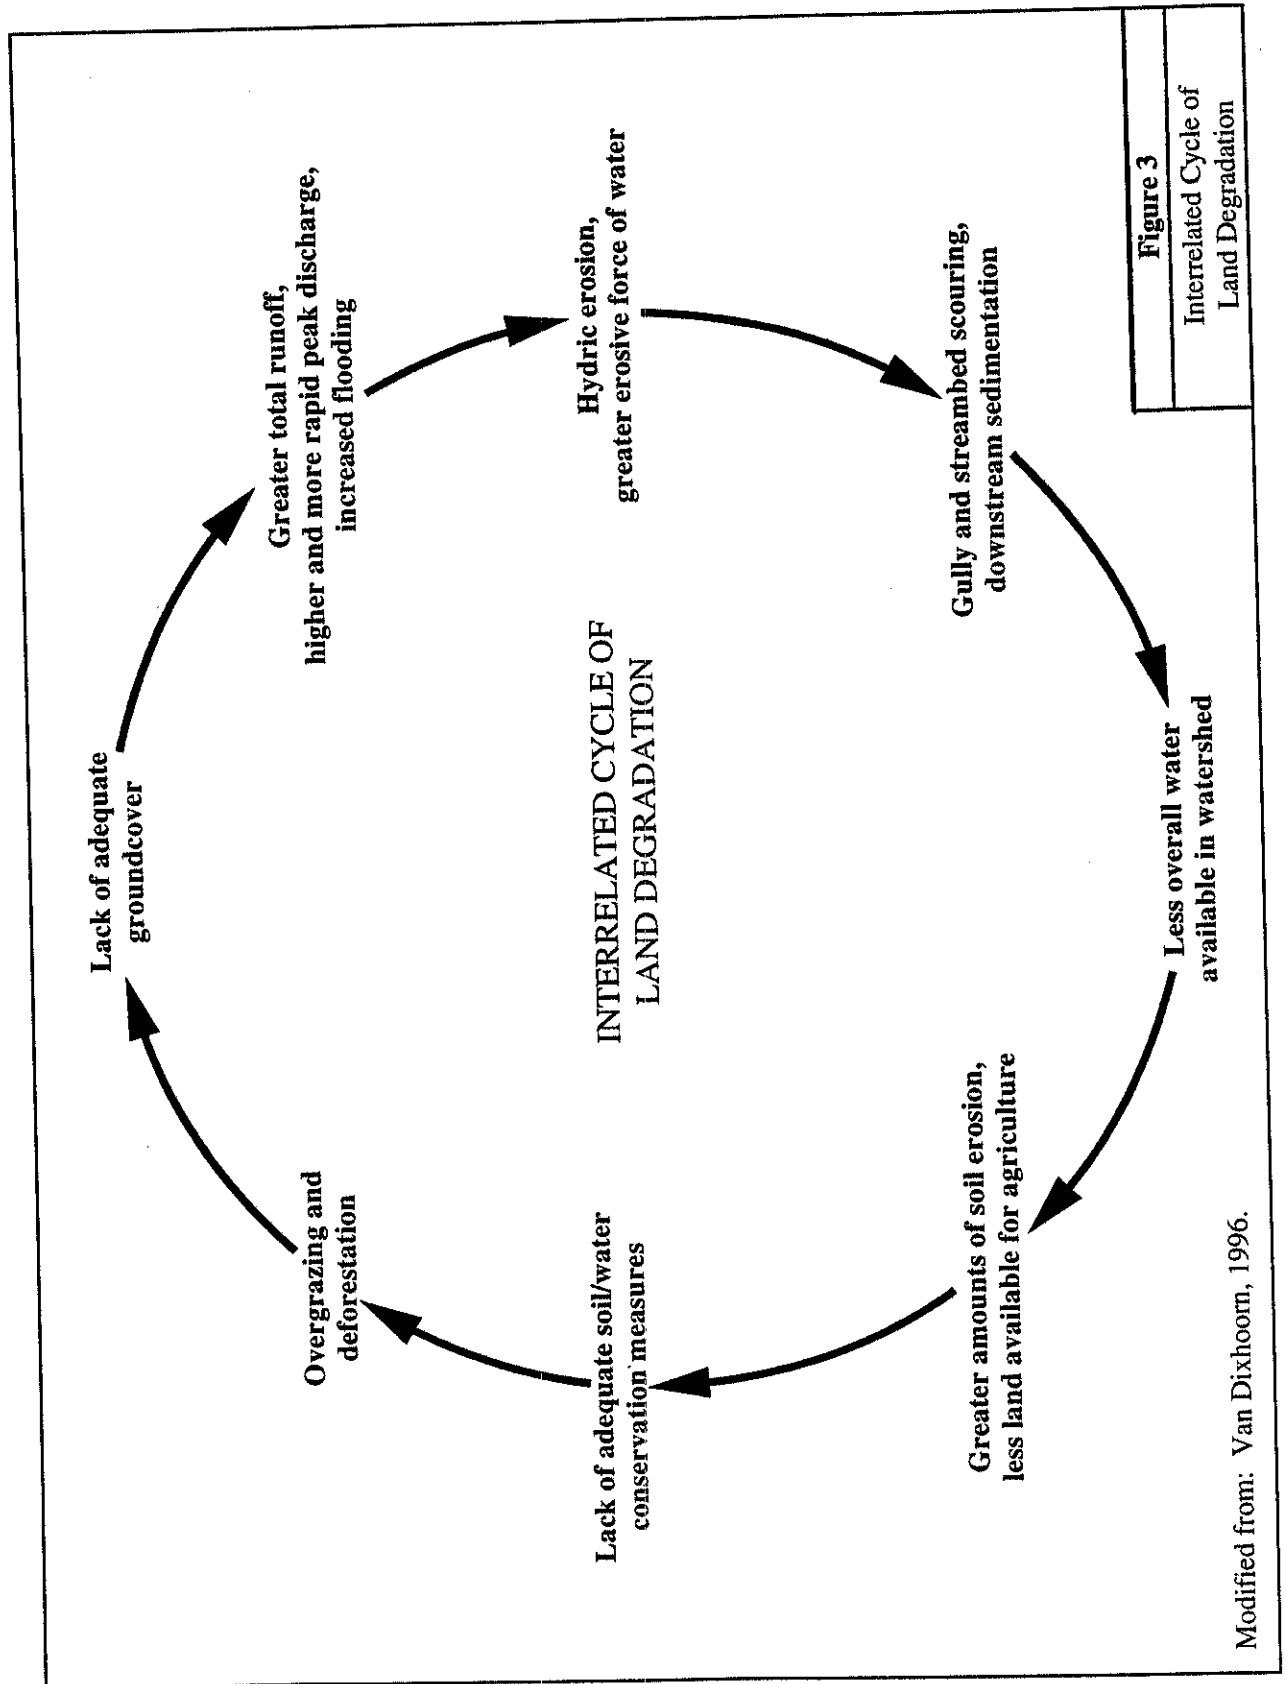 Lack of adequate
groundcover
Greater total runoff,
higher and more rapid peak discharge,
increased flooding
Hydric erosion,
greater erosive force of water
Gully and streambed scouring,
downstream sedimentation
Less overall water
available in watershed
Greater amounts of soil erosion,
less land available for agriculture
Lack of adequate soil/water
conservation measures
Overgrazing and
deforestation
INTERRELATED CYCLE OF
LAND DEGRADATION
Modified from: Van Dixhoorn, 1996.
Figure 3
Interrelated Cycle of
Land Degradation